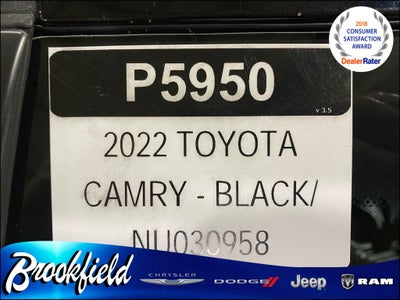 2018
CONSUMER
SATISFACTION
AWARD
DealerRater
P5950
v 3.5
2022 TOYOTA
CAMRY - BLACK/
NU030958
Brookfield
CHRYSLER
DODGE
Jeep
RAM